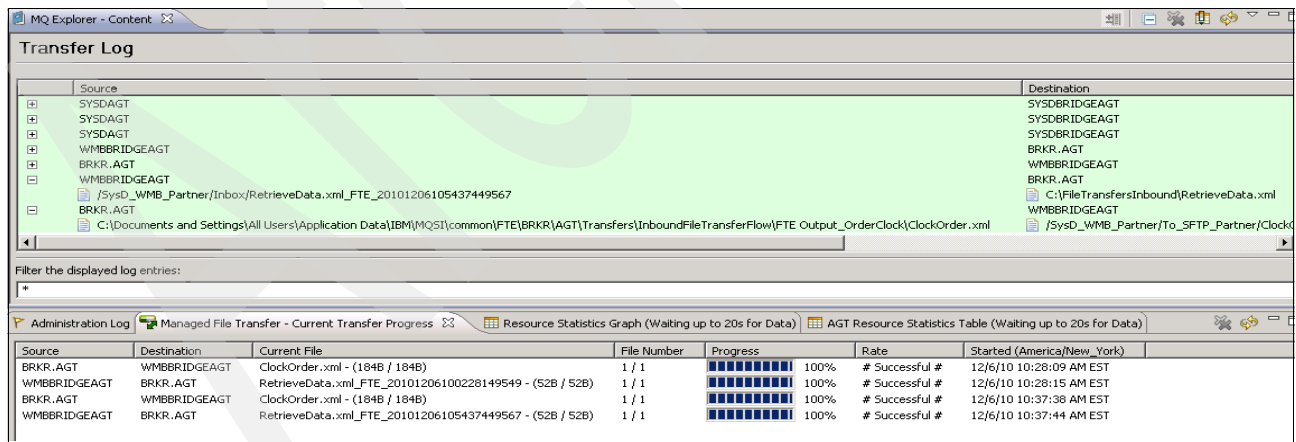 MQ Explorer - Content
Transfer Log
Source Destination
SYSDAGT SYSDBRIDGEAGT
SYSDAGT SYSDBRIDGEAGT
SYSDAGT SYSDBRIDGEAGT
WMBBRIDGEAGT BRKR.AGT
BRKR.AGT WMBBRIDGEAGT
WMBBRIDGEAGT BRKR.AGT
/SysD_WMB_Partner/Inbox/RetrieveData.xml_FTE_20101206105437449567 C:\FileTransfersInbound\RetrieveData.xml
BRKR.AGT WMBBRIDGEAGT
C:\Documents and Settings\All Users\Application Data\IBM\MQSI\common\FTE\BRKR\AGT\Transfers\InboundFileTransferFlow\FTE Output_OrderClock\ClockOrder.xml /SysD_WMB_Partner/To_SFTP_Partner/Clock
Filter the displayed log entries:
*
Administration Log Managed File Transfer - Current Transfer Progress Resource Statistics Graph (Waiting up to 20s for Data) AGT Resource Statistics Table (Waiting up to 20s for Data)
Source Destination Current File File Number Progress Rate Started (America/New_York)
BRKR.AGT WMBBRIDGEAGT ClockOrder.xml - (184B / 184B) 1 / 1 100% # Successful # 12/6/10 10:28:09 AM EST
WMBBRIDGEAGT BRKR.AGT RetrieveData.xml_FTE_20101206100228149549 - (52B / 52B) 1 / 1 100% # Successful # 12/6/10 10:28:15 AM EST
BRKR.AGT WMBBRIDGEAGT ClockOrder.xml - (184B / 184B) 1 / 1 100% # Successful # 12/6/10 10:37:38 AM EST
WMBBRIDGEAGT BRKR.AGT RetrieveData.xml_FTE_20101206105437449567 - (52B / 52B) 1 / 1 100% # Successful # 12/6/10 10:37:44 AM EST